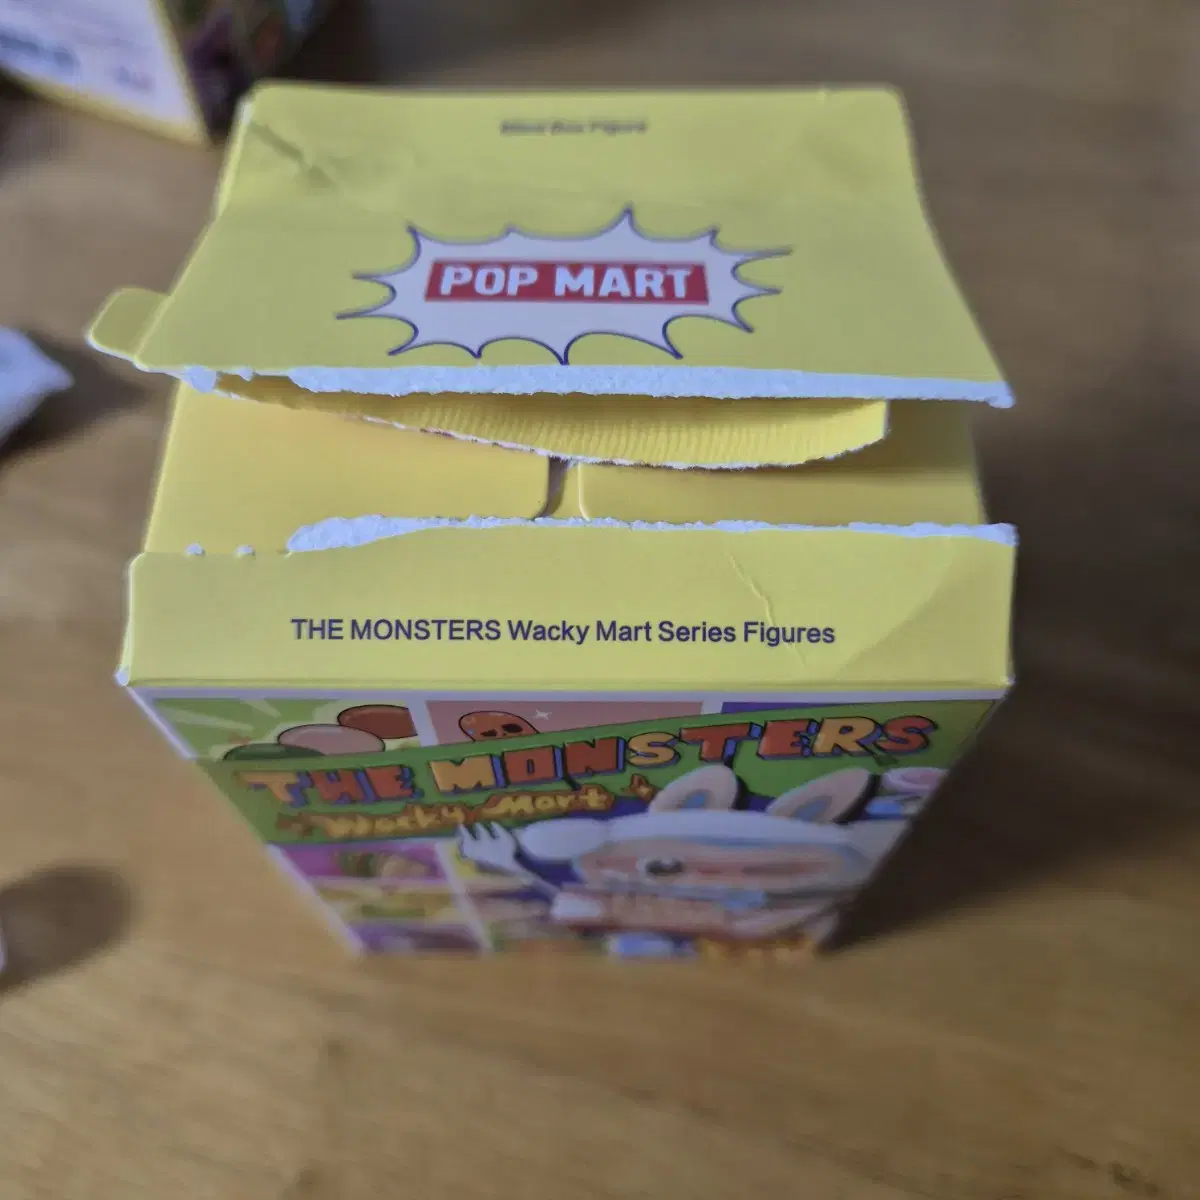 Blind Box Figure
POP MART
THE MONSTERS Wacky Mart Series Figures
THE MONSTERS
Wacky Mart